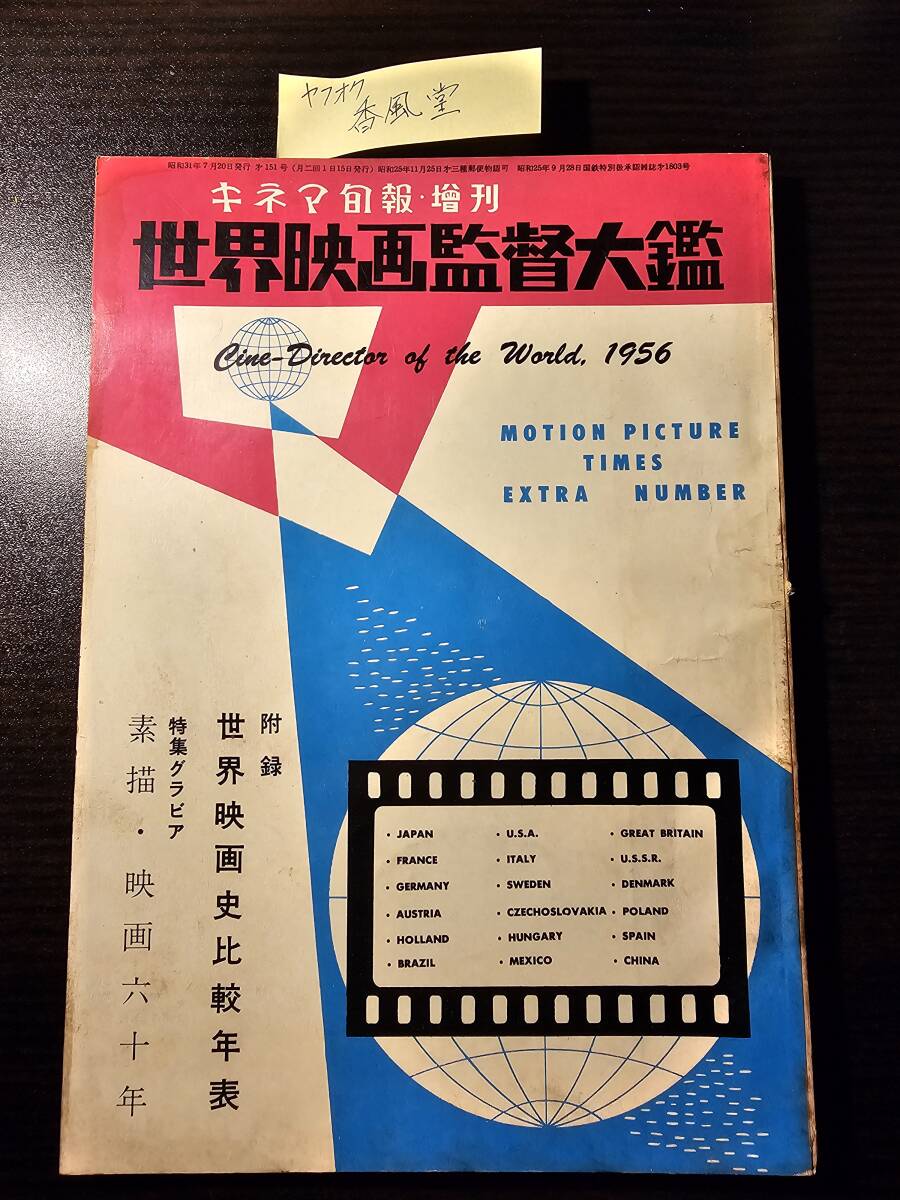 ヤフオク
香風堂
昭和31年7月20日発行 才151号 (月二回1日15日発行) 昭和25年11月25日才三種郵便物認可 昭和25年9月28日国鉄特別扱承認雑誌才1603号
キネマ旬報・増刊
世界映画監督大鑑
Cine-Director of the World, 1956
MOTION PICTURE
TIMES
EXTRA NUMBER
附録
世界映画史比較年表
特集グラビア
素描・映画六十年
• JAPAN • U.S.A. • GREAT BRITAIN
• FRANCE • ITALY • U.S.S.R.
• GERMANY • SWEDEN • DENMARK
• AUSTRIA • CZECHOSLOVAKIA • POLAND
• HOLLAND • HUNGARY • SPAIN
• BRAZIL • MEXICO • CHINA